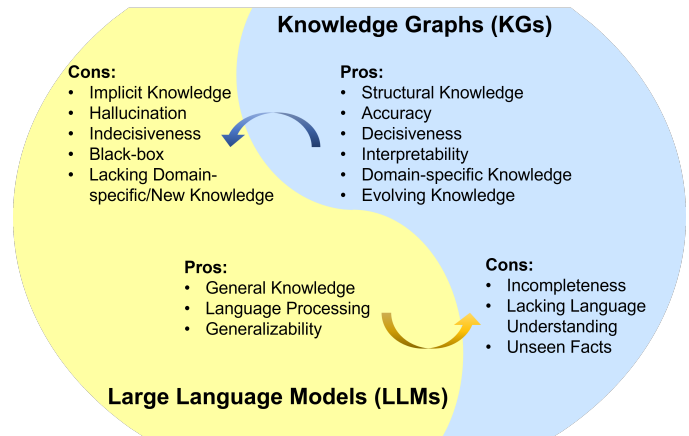 Knowledge Graphs (KGs)
Cons:
• Implicit Knowledge
• Hallucination
• Indecisiveness
• Black-box
• Lacking Domain-
specific/New Knowledge
Pros:
• Structural Knowledge
• Accuracy
• Decisiveness
• Interpretability
• Domain-specific Knowledge
• Evolving Knowledge
Pros:
• General Knowledge
• Language Processing
• Generalizability
Cons:
• Incompleteness
• Lacking Language
Understanding
• Unseen Facts
Large Language Models (LLMs)